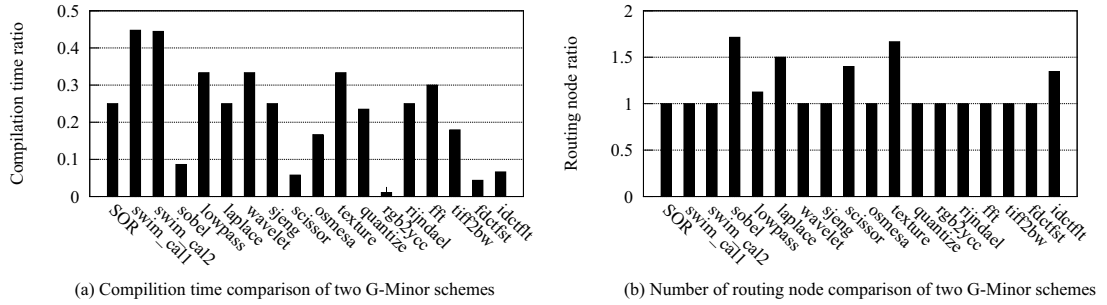 0.5
0.4
0.3
0.2
0.1
0
Compilation time ratio
SOR
swim_cal1
swim_cal2
sobel
lowpass
laplace
wavelet
sjeng
scissor
osmesa
texture
quantize
rgb2ycc
rijndael
fft
tiff2bw
fdctfst
idctflt
(a) Compilition time comparison of two G-Minor schemes
2
1.5
1
0.5
0
Routing node ratio
SOR
swim_cal1
swim_cal2
sobel
lowpass
laplace
wavelet
sjeng
scissor
osmesa
texture
quantize
rgb2ycc
rijndael
fft
tiff2bw
fdctfst
idctflt
(b) Number of routing node comparison of two G-Minor schemes